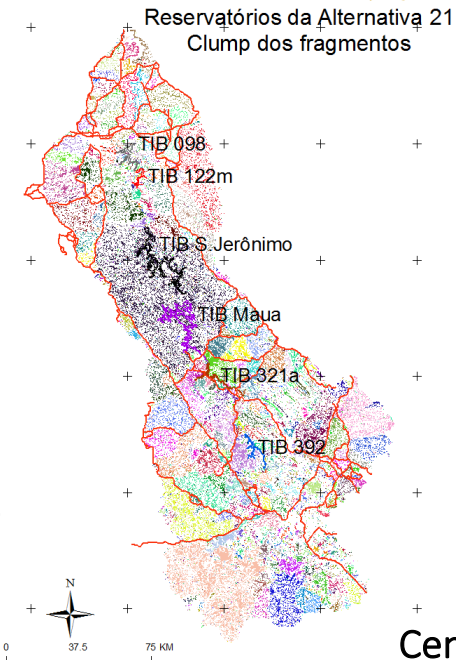 Reservatórios da Alternativa 21
Clump dos fragmentos
TIB 098
TIB 122m
TIB S.Jerônimo
TIB Maua
TIB 321a
TIB 392
N
0 37.5 75 KM
Cer